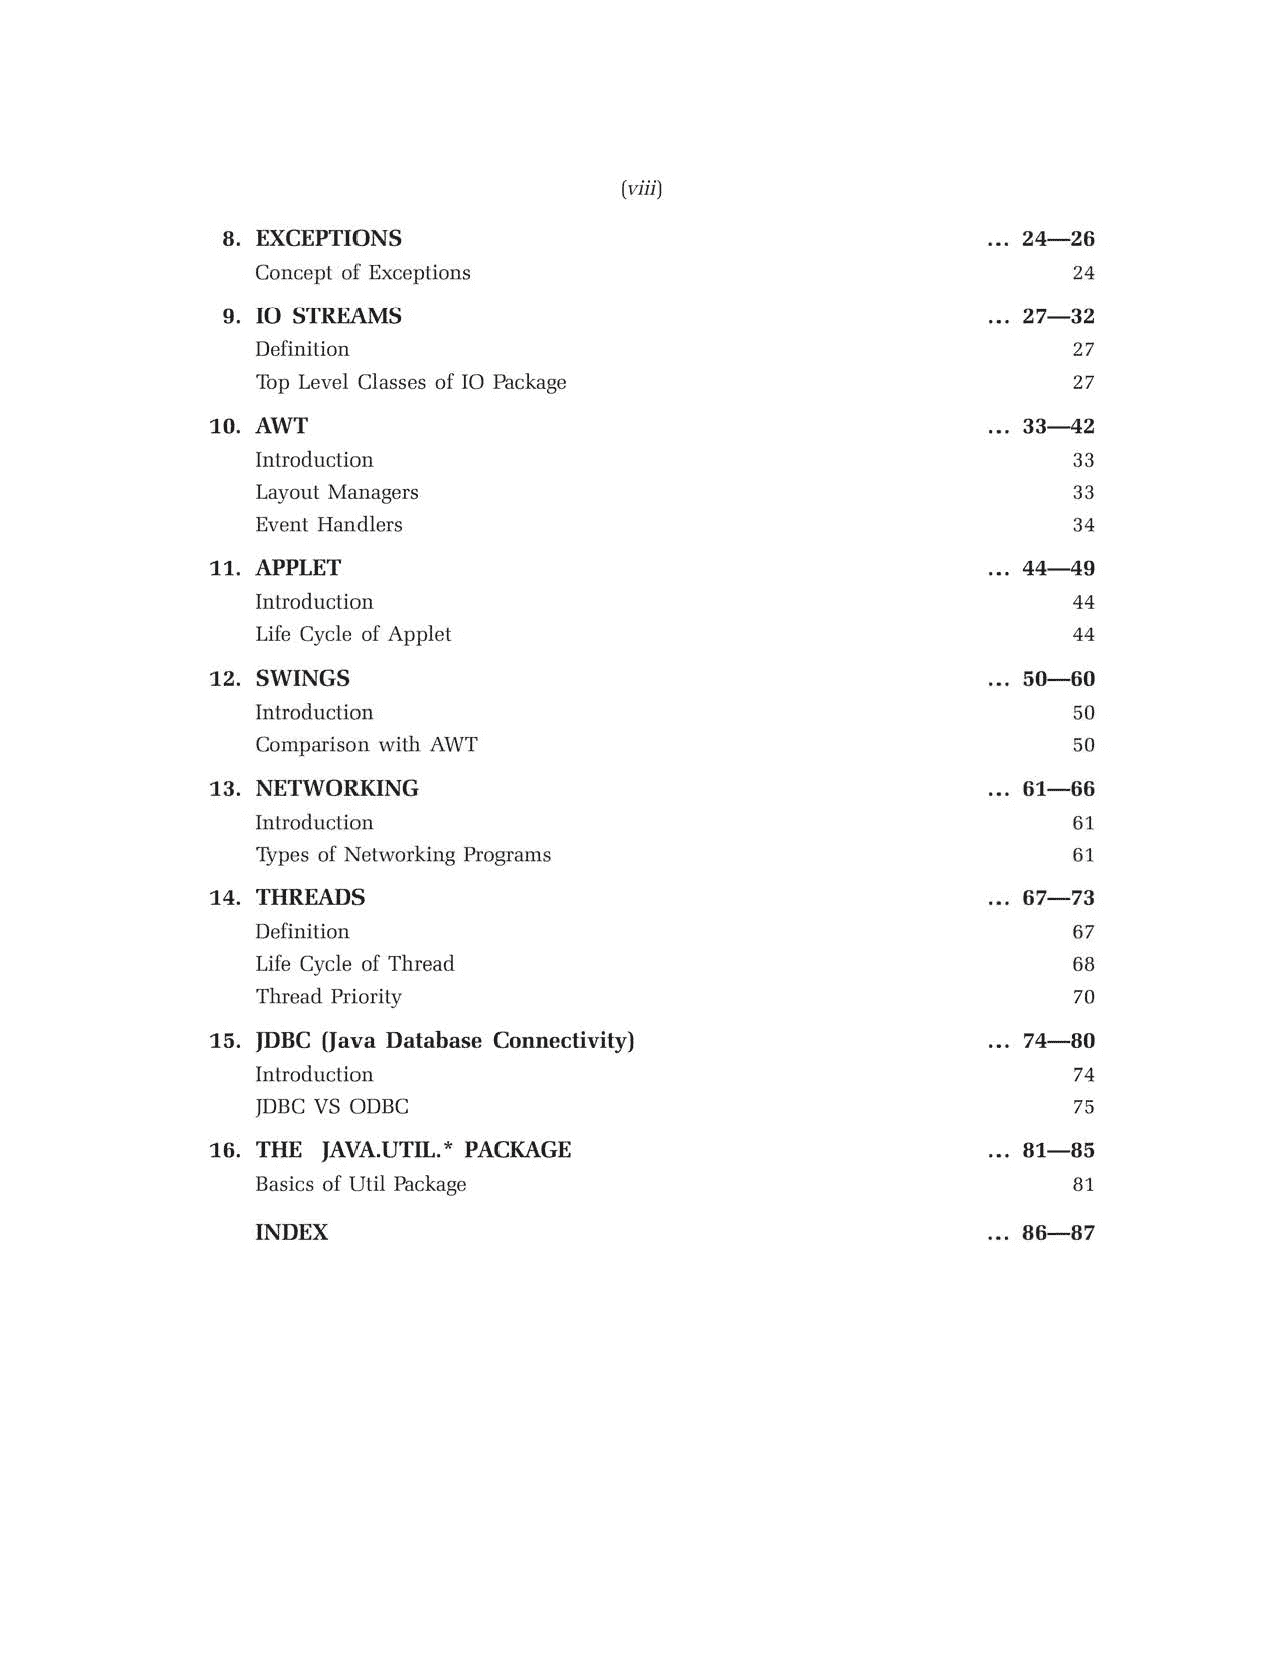 (viii)
8. EXCEPTIONS ... 24—26
Concept of Exceptions 24
9. IO STREAMS ... 27—32
Definition 27
Top Level Classes of IO Package 27
10. AWT ... 33—42
Introduction 33
Layout Managers 33
Event Handlers 34
11. APPLET ... 44—49
Introduction 44
Life Cycle of Applet 44
12. SWINGS ... 50—60
Introduction 50
Comparison with AWT 50
13. NETWORKING ... 61—66
Introduction 61
Types of Networking Programs 61
14. THREADS ... 67—73
Definition 67
Life Cycle of Thread 68
Thread Priority 70
15. JDBC (Java Database Connectivity) ... 74—80
Introduction 74
JDBC VS ODBC 75
16. THE JAVA.UTIL.* PACKAGE ... 81—85
Basics of Util Package 81
INDEX ... 86—87